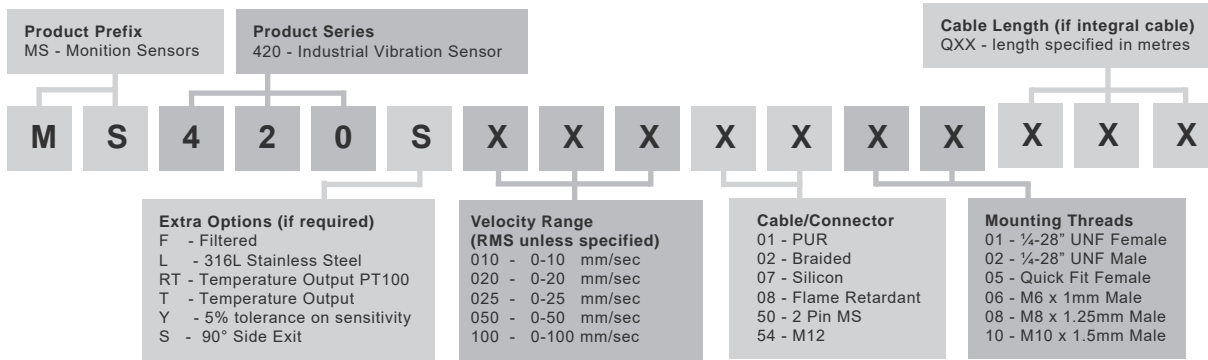 Product Prefix
MS - Monition Sensors
Product Series
420 - Industrial Vibration Sensor
Cable Length (if integral cable)
QXX - length specified in metres
M S 4 2 0 S X X X X X X X X X X
Extra Options (if required)
F - Filtered
L - 316L Stainless Steel
RT - Temperature Output PT100
T - Temperature Output
Y - 5% tolerance on sensitivity
S - 90° Side Exit
Velocity Range
(RMS unless specified)
010 - 0-10 mm/sec
020 - 0-20 mm/sec
025 - 0-25 mm/sec
050 - 0-50 mm/sec
100 - 0-100 mm/sec
Cable/Connector
01 - PUR
02 - Braided
07 - Silicon
08 - Flame Retardant
50 - 2 Pin MS
54 - M12
Mounting Threads
01 - ¼-28” UNF Female
02 - ¼-28” UNF Male
05 - Quick Fit Female
06 - M6 x 1mm Male
08 - M8 x 1.25mm Male
10 - M10 x 1.5mm Male